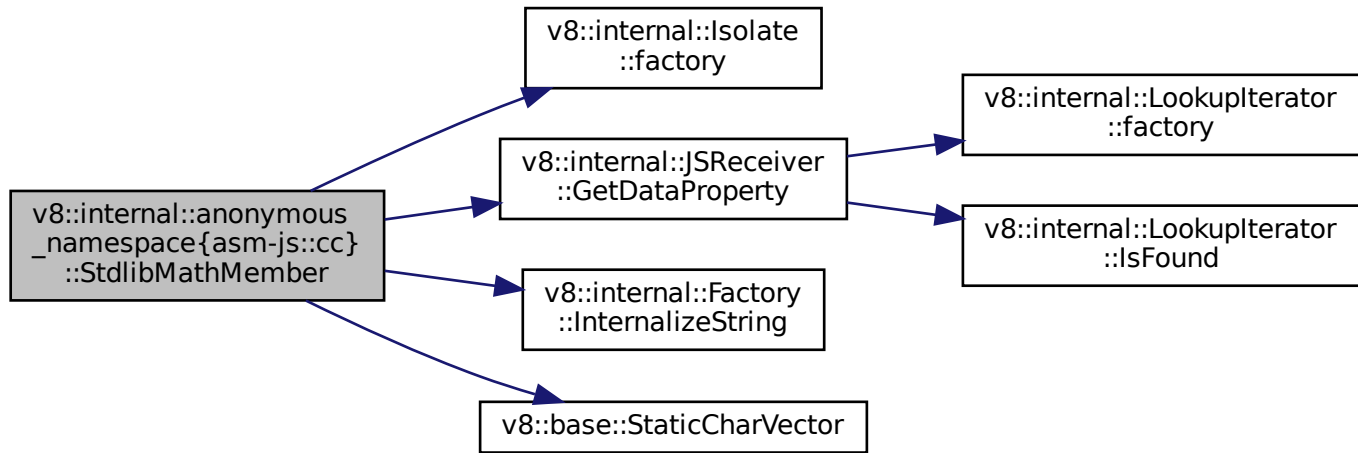 v8::internal::anonymous
_namespace{asm-js::cc}
::StdlibMathMember
v8::internal::Isolate
::factory
v8::internal::JSReceiver
::GetDataProperty
v8::internal::Factory
::InternalizeString
v8::base::StaticCharVector
v8::internal::LookupIterator
::factory
v8::internal::LookupIterator
::IsFound